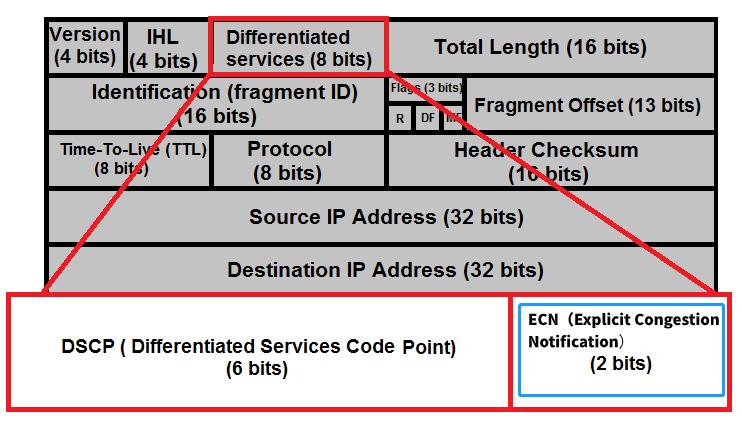 Version
(4 bits)
IHL
(4 bits)
Differentiated
services (8 bits)
Total Length (16 bits)
Identification (fragment ID)
(16 bits)
Flags (3 bits)
R
DF
MF
Fragment Offset (13 bits)
Time-To-Live (TTL)
(8 bits)
Protocol
(8 bits)
Header Checksum
(16 bits)
Source IP Address (32 bits)
Destination IP Address (32 bits)
DSCP ( Differentiated Services Code Point)
(6 bits)
ECN（Explicit Congestion
Notification）
(2 bits)